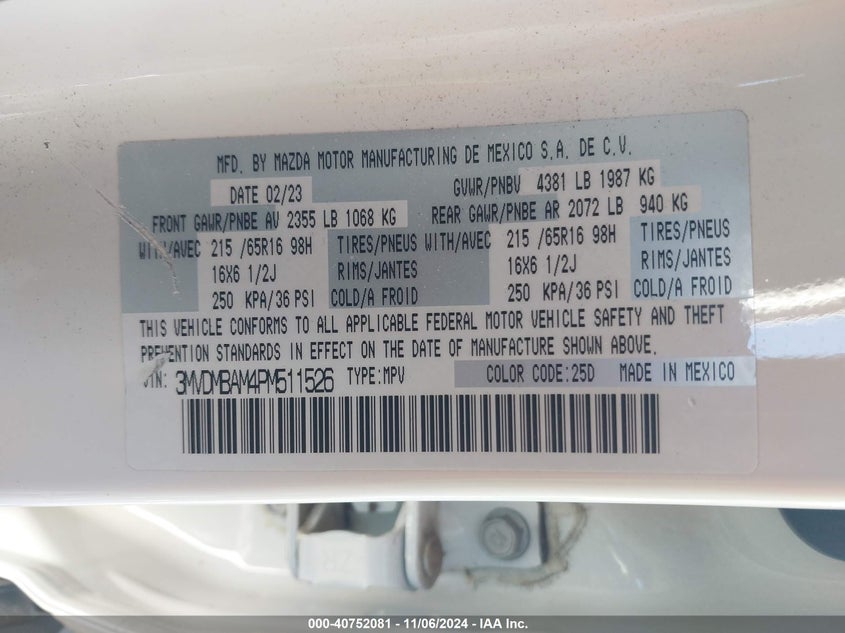 MFD. BY MAZDA MOTOR MANUFACTURING DE MEXICO S.A. DE C.V.
DATE 02/23 GVWR/PNBV 4381 LB 1987 KG
FRONT GAWR/PNBE AV 2355 LB 1068 KG REAR GAWR/PNBE AR 2072 LB 940 KG
WITH/AVEC 215 /65R16 98H TIRES/PNEUS WITH/AVEC 215 /65R16 98H TIRES/PNEUS
16X6 1/2J RIMS/JANTES 16X6 1/2J RIMS/JANTES
250 KPA/36 PSI COLD/A FROID 250 KPA/36 PSI COLD/A FROID
THIS VEHICLE CONFORMS TO ALL APPLICABLE FEDERAL MOTOR VEHICLE SAFETY AND THEFT
PREVENTION STANDARDS IN EFFECT ON THE DATE OF MANUFACTURE SHOWN ABOVE.
VIN: 3MVDMBAM4PM511526 TYPE:MPV COLOR CODE:25D MADE IN MEXICO
000-40752081 - 11/06/2024 - IAA Inc.